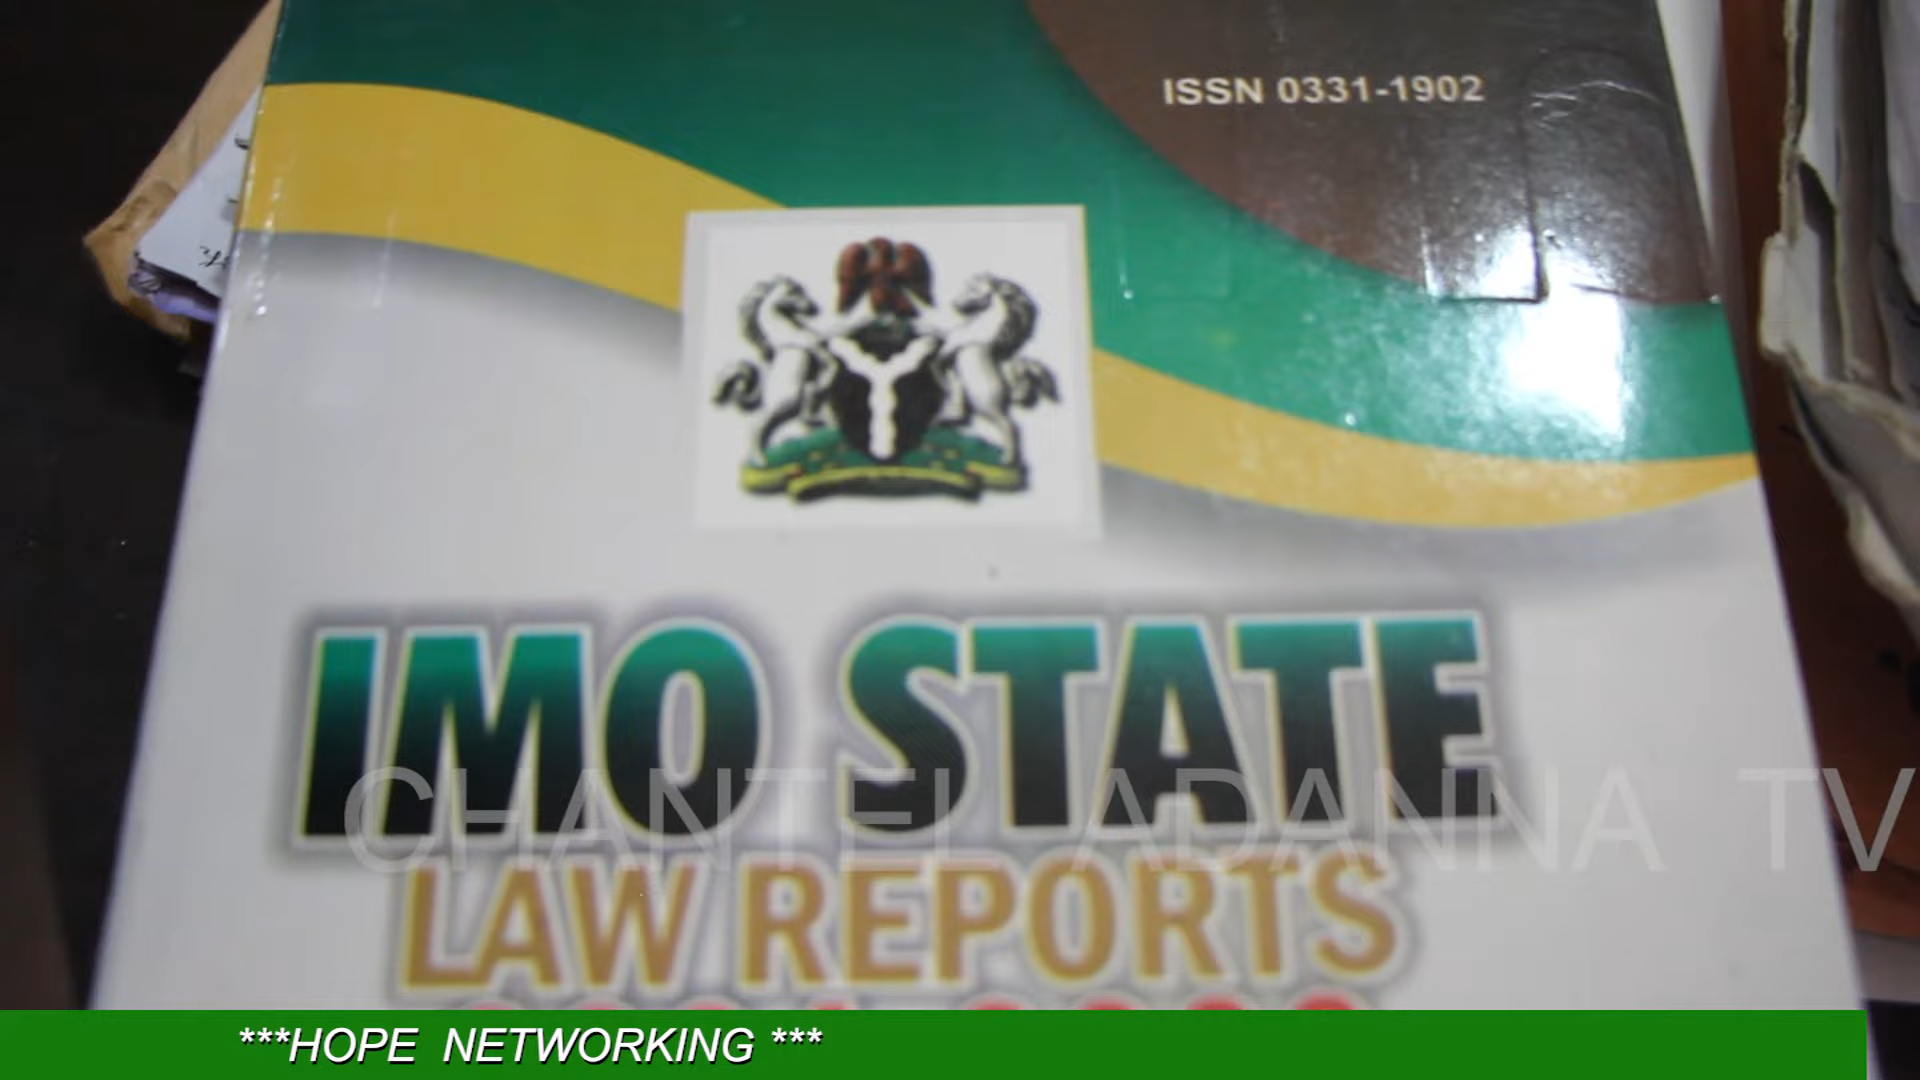 ISSN 0331-1902
IMO STATE
CHANTEL ADANNA TV
LAW REPORTS
***HOPE NETWORKING ***